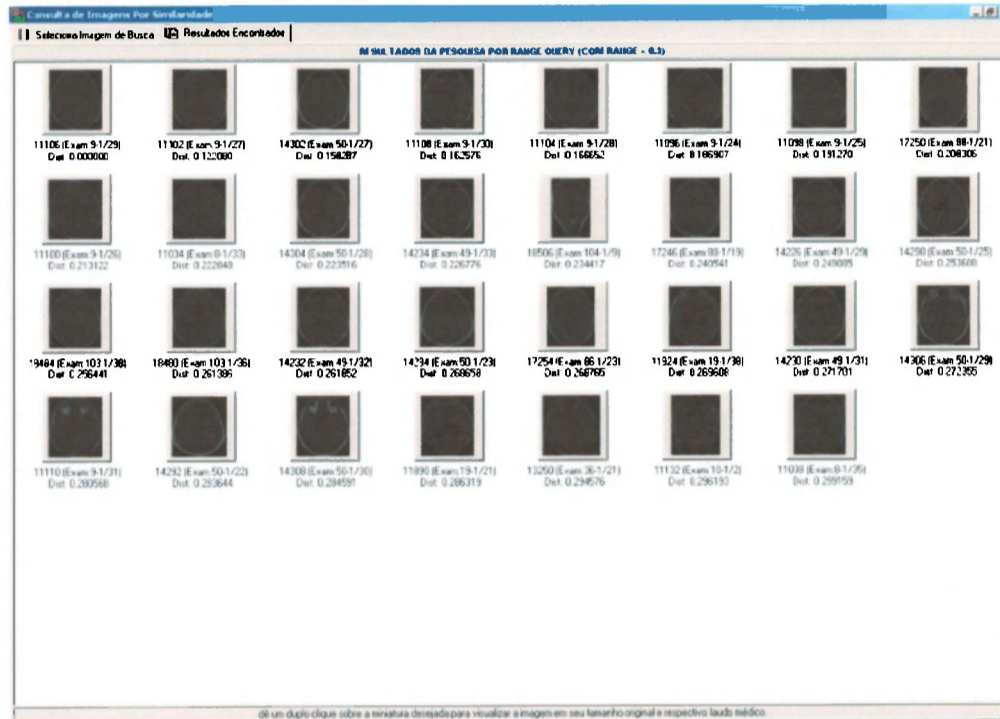 Consulta de Imagens Por Similaridade
Seleciona Imagem de Busca Resultados Encontrados
RESULTADOS DA PESQUISA POR RANGE QUERY (COM RANGE - 0.3)
11106 (Exam 9-1/29) 11102 (Exam 9-1/27) 14302 (Exam 50-1/27) 11108 (Exam 9-1/30) 11104 (Exam 9-1/28) 11096 (Exam 9-1/24) 11098 (Exam 9-1/25) 17250 (Exam 88-1/21)
Dist: 0.000000 Dist: 0.122080 Dist: 0.158287 Dist: 0.162576 Dist: 0.166652 Dist: 0.186907 Dist: 0.191270 Dist: 0.208306
11100 (Exam 9-1/26) 11034 (Exam 8-1/33) 14304 (Exam 50-1/28) 14234 (Exam 49-1/33) 18506 (Exam 104-1/9) 17246 (Exam 88-1/19) 14226 (Exam 49-1/29) 14298 (Exam 50-1/25)
Dist: 0.213122 Dist: 0.222848 Dist: 0.223516 Dist: 0.226776 Dist: 0.234417 Dist: 0.240541 Dist: 0.249885 Dist: 0.253608
18484 (Exam 103-1/38) 18480 (Exam 103-1/36) 14232 (Exam 49-1/32) 14294 (Exam 50-1/23) 17254 (Exam 88-1/23) 11924 (Exam 19-1/38) 14230 (Exam 49-1/31) 14306 (Exam 50-1/29)
Dist: 0.256441 Dist: 0.261386 Dist: 0.261852 Dist: 0.268658 Dist: 0.268765 Dist: 0.269608 Dist: 0.271701 Dist: 0.272355
11110 (Exam 9-1/31) 14292 (Exam 50-1/22) 14308 (Exam 50-1/30) 11890 (Exam 19-1/21) 13250 (Exam 36-1/21) 11132 (Exam 10-1/2) 11038 (Exam 8-1/35)
Dist: 0.280568 Dist: 0.283644 Dist: 0.284591 Dist: 0.286319 Dist: 0.294576 Dist: 0.296193 Dist: 0.299159
dê um duplo clique sobre a miniatura desejada para visualizar a imagem em seu tamanho original e respectivo laudo médico.